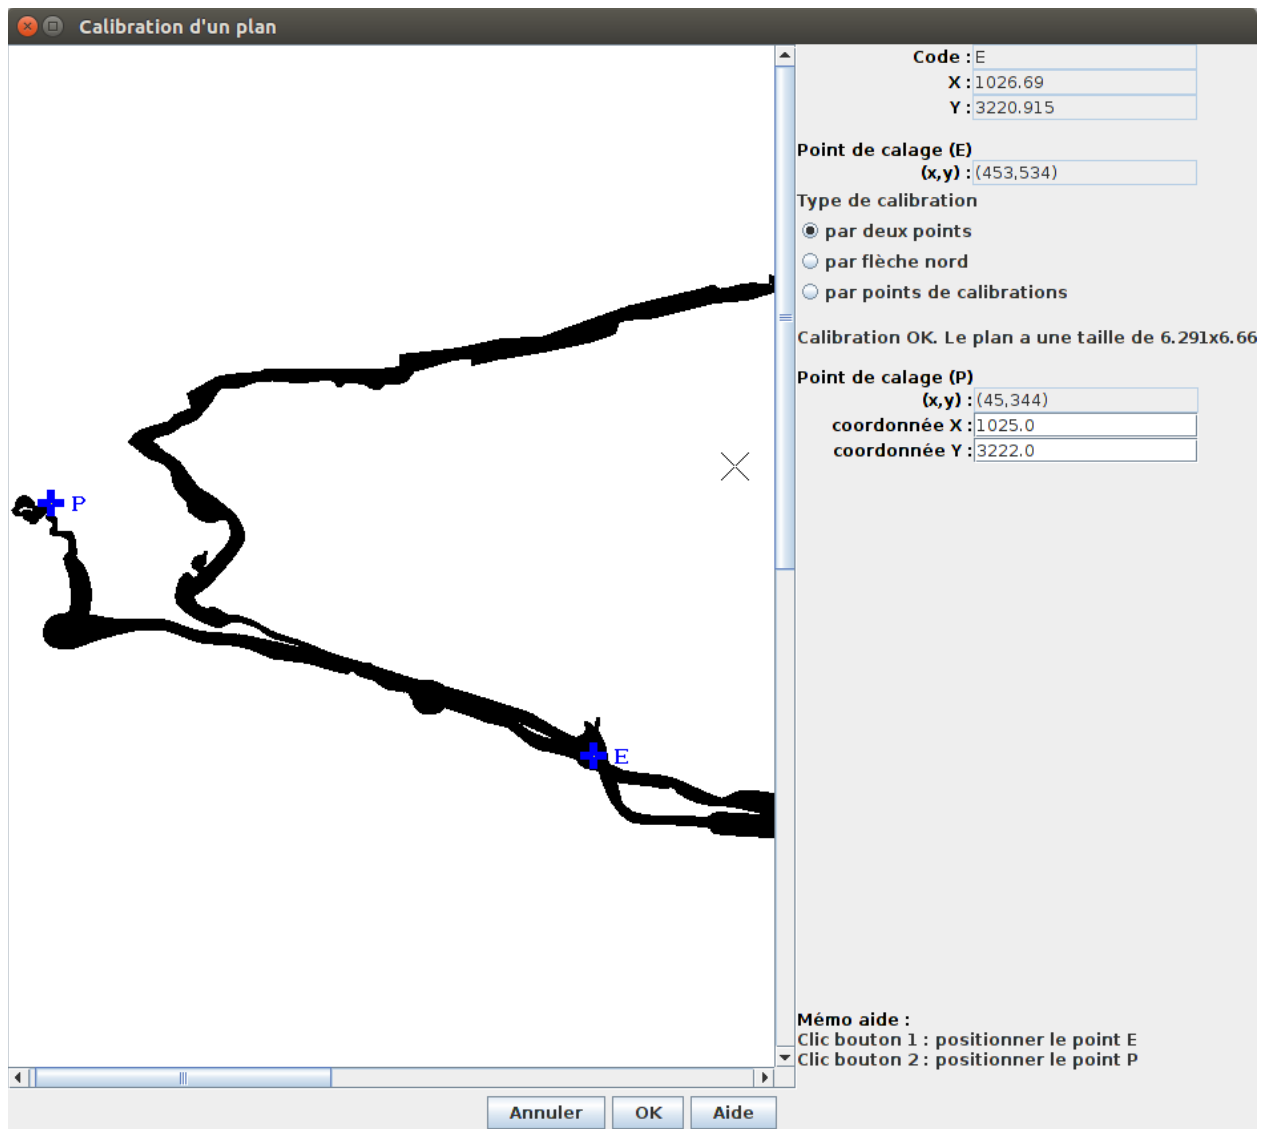 Calibration d'un plan
Code : E
X : 1026.69
Y : 3220.915
Point de calage (E)
(x,y) : (453,534)
Type de calibration
par deux points
par flèche nord
par points de calibrations
Calibration OK. Le plan a une taille de 6.291x6.66
Point de calage (P)
(x,y) : (45,344)
coordonnée X : 1025.0
coordonnée Y : 3222.0
P
E
Mémo aide :
Clic bouton 1 : positionner le point E
Clic bouton 2 : positionner le point P
Annuler OK Aide